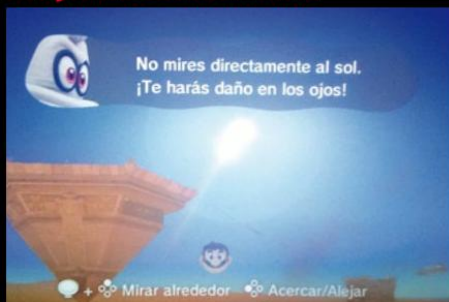 No mires directamente al sol.
¡Te harás daño en los ojos!
+ Mirar alrededor Acercar/Alejar